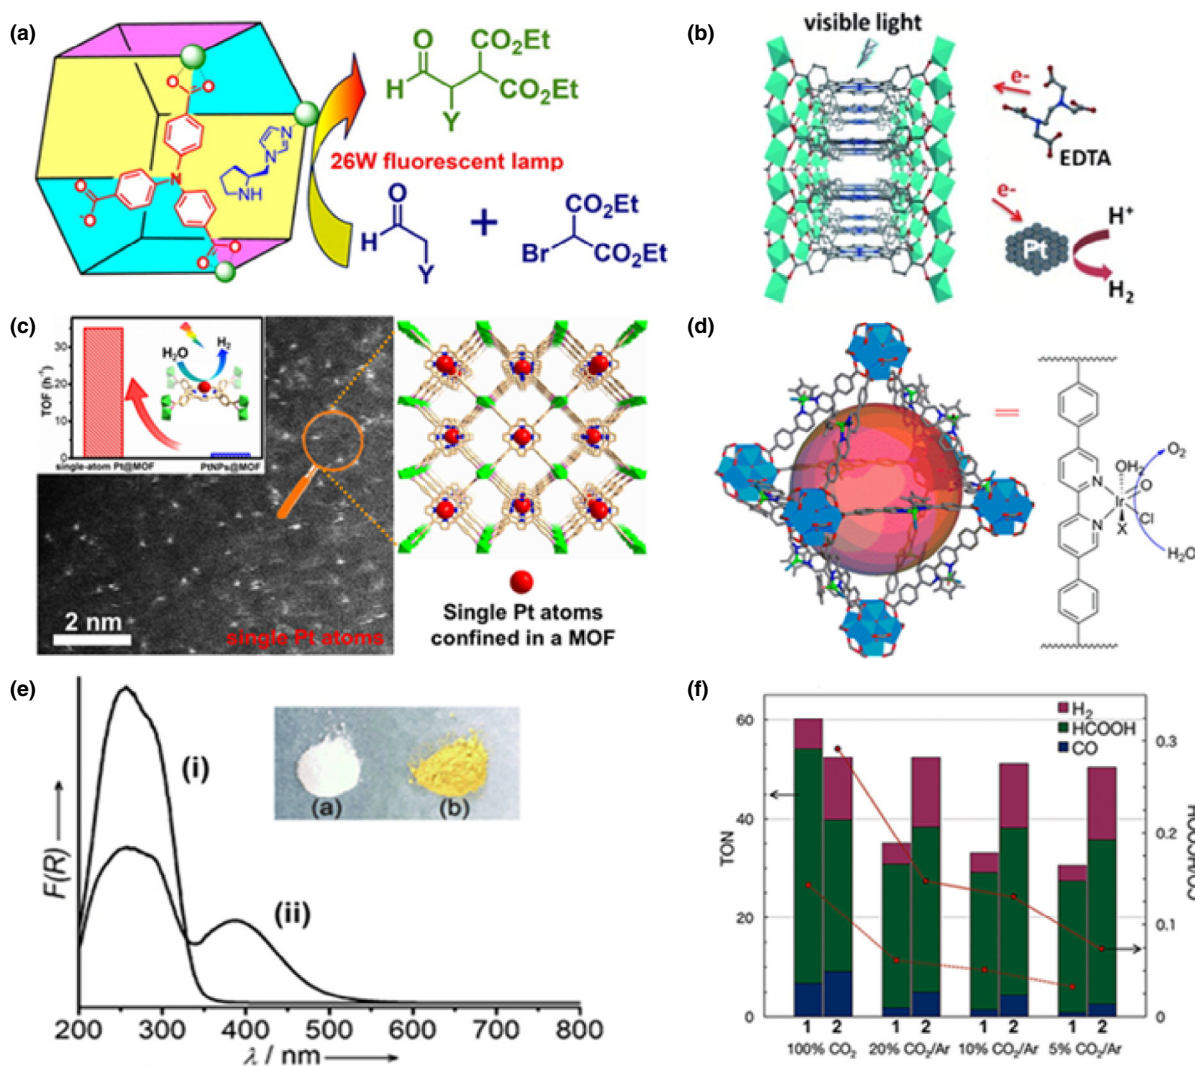 (a)
O
H
Y
CO₂Et
CO₂Et
26W fluorescent lamp
O
O
N
O
O
-
O
O
N
N
NH
O
H
Y
+
Br
CO₂Et
CO₂Et
(b)
visible light
e-
EDTA
e-
Pt
H⁺
H₂
(c)
TOF (h⁻¹)
30
20
10
0
H₂O
H₂
single-atom Pt@MOF
PtNPs@MOF
2 nm
single Pt atoms
Single Pt atoms
confined in a MOF
(d)
=
O₂
OH₂
N
O
Ir
N
Cl
X
H₂O
(e)
F(R)
(i)
(ii)
(a)
(b)
200
300
400
500
600
700
800
λ / nm
(f)
H₂
HCOOH
CO
TON
60
40
20
0
0.3
0.2
0.1
0
HCOOH/CO
1 2 1 2 1 2 1 2
100% CO₂ 20% CO₂/Ar 10% CO₂/Ar 5% CO₂/Ar